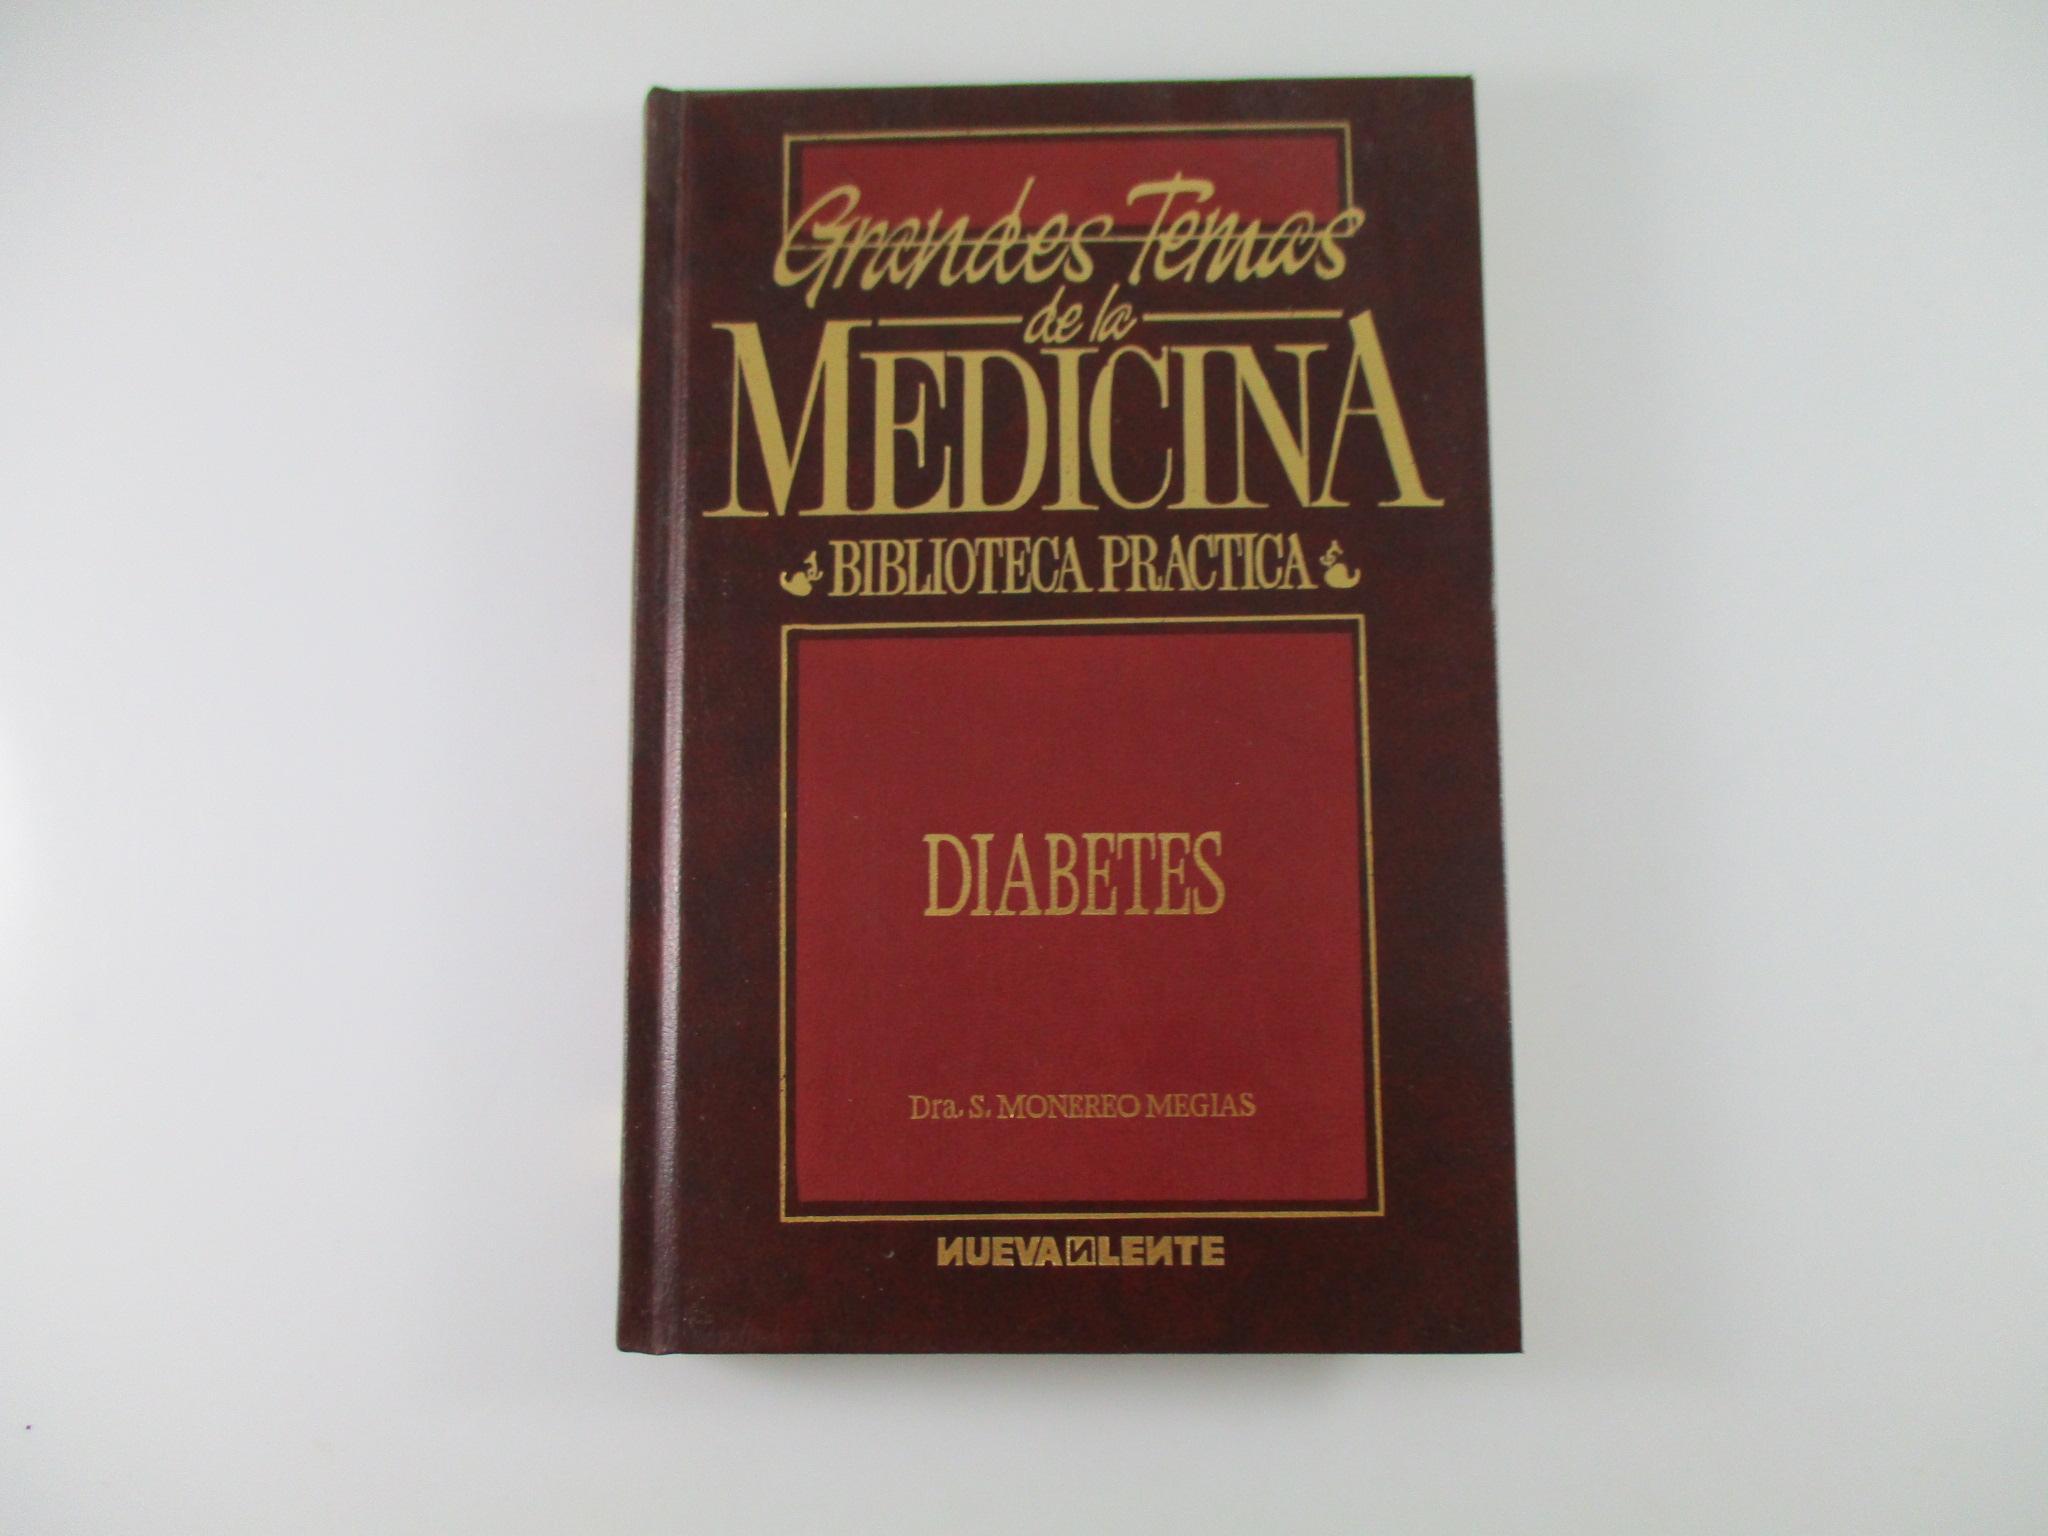 Grandes Temas
de la
MEDICINA
BIBLIOTECA PRACTICA
DIABETES
Dra. S. MONEREO MEGIAS
NUEVA LENTE